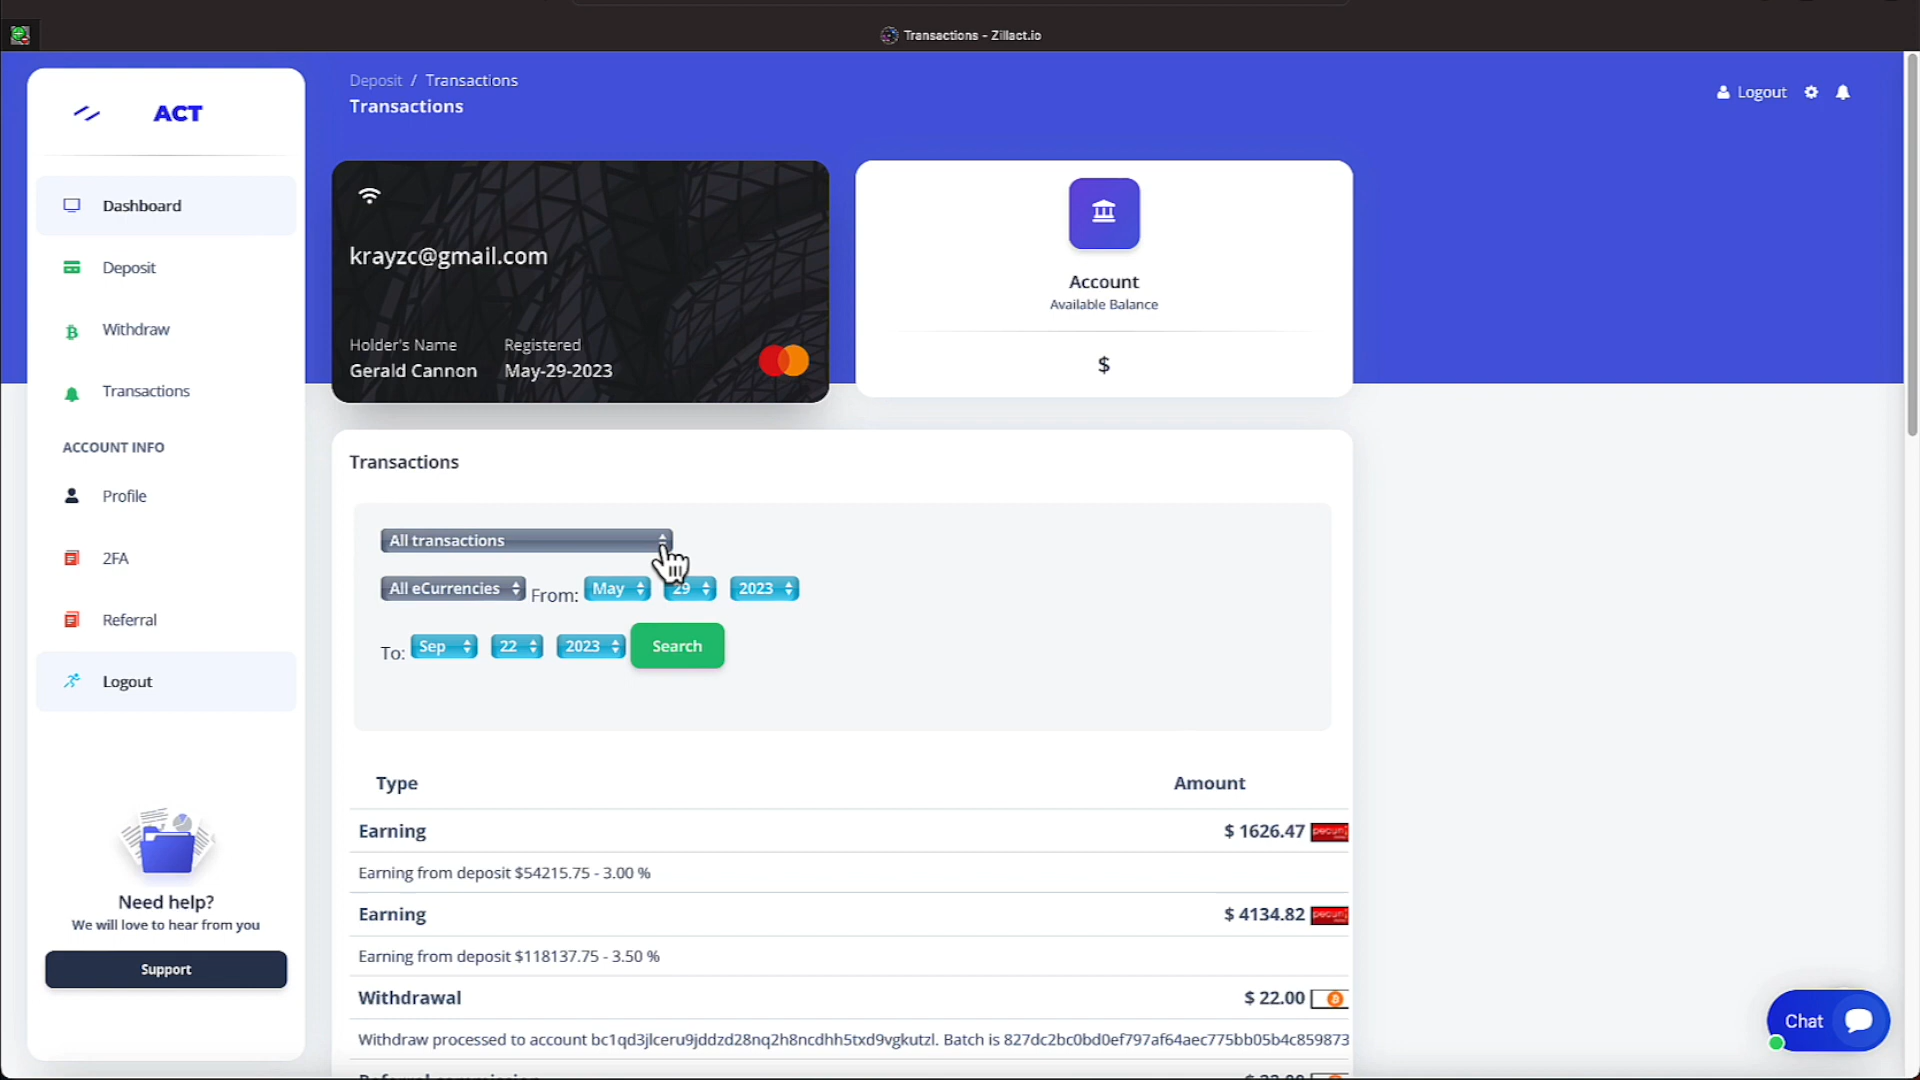 Transactions - Zillact.io
ACT
Dashboard
Deposit
Withdraw
Transactions
ACCOUNT INFO
Profile
2FA
Referral
Logout
Need help?
We will love to hear from you
Support
Deposit / Transactions
Transactions
Logout
krayzc@gmail.com
Holder's Name Registered
Gerald Cannon May-29-2023
Account
Available Balance
$
Transactions
All transactions
All eCurrencies From: May 29 2023
To: Sep 22 2023 Search
Type Amount
Earning $ 1626.47
Earning from deposit $54215.75 - 3.00 %
Earning $ 4134.82
Earning from deposit $118137.75 - 3.50 %
Withdrawal $ 22.00
Withdraw processed to account bc1qd3jlceru9jddzd28nq2h8ncdhh5txd9vgkutzl. Batch is 827dc2bc0bd0ef797af64aec775bb05b4c859873
Chat